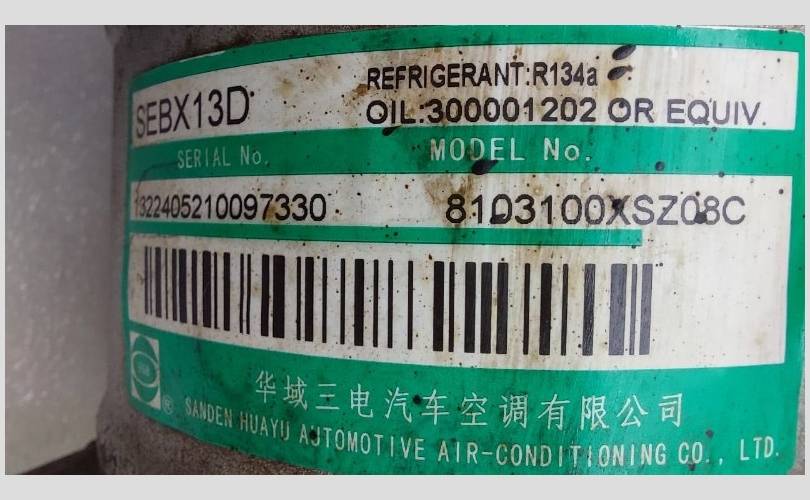 REFRIGERANT:R134a
SEBX13D
OIL:300001202 OR EQUIV.
SERIAL No.
MODEL No.
1322405210097330
8103100XSZ08C
华域三电汽车空调有限公司
®
SANDEN HUAYU AUTOMOTIVE AIR-CONDITIONING CO., LTD.